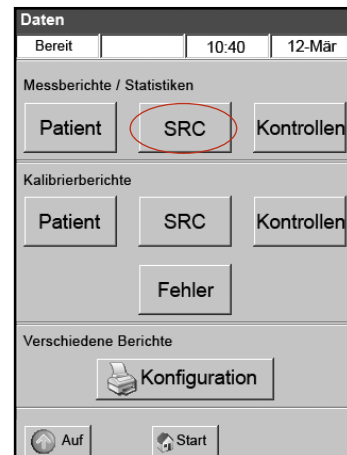 Daten
Bereit 10:40 12-Mär
Messberichte / Statistiken
Patient SRC Kontrollen
Kalibrierberichte
Patient SRC Kontrollen
Fehler
Verschiedene Berichte
Konfiguration
Auf Start